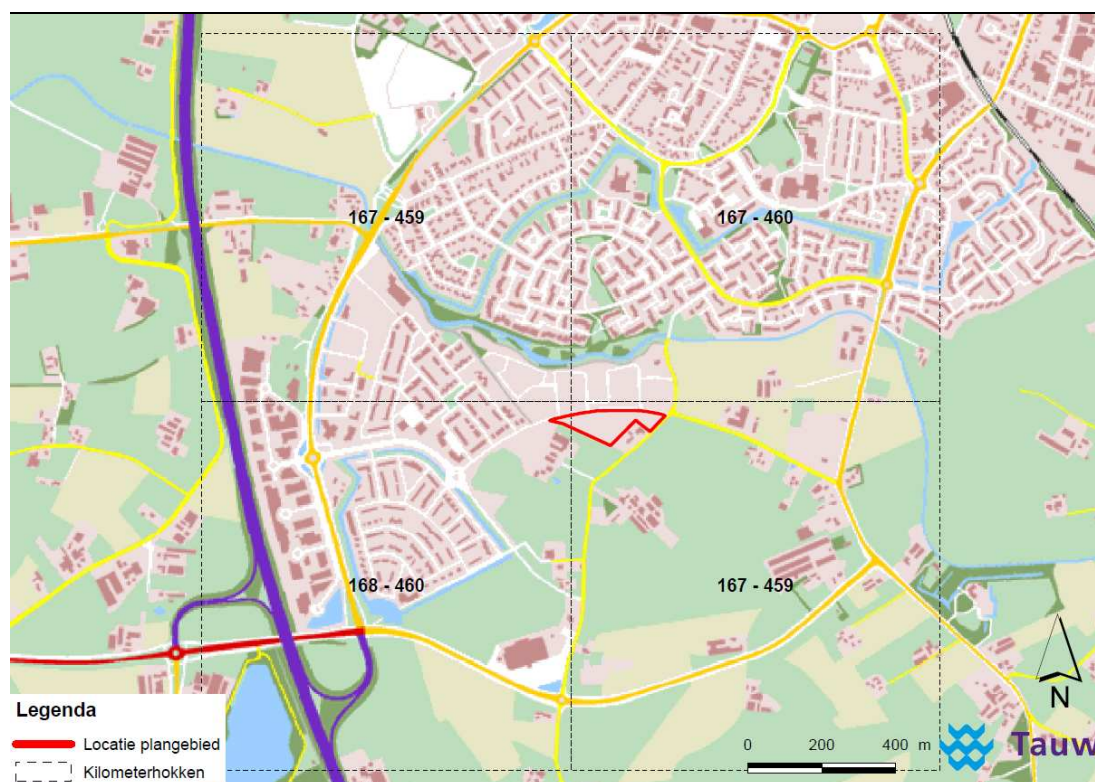 167 - 459
167 - 460
168 - 460
167 - 459
N
Legenda
Locatie plangebied
Kilometerhokken
0 200 400 m
Tauw